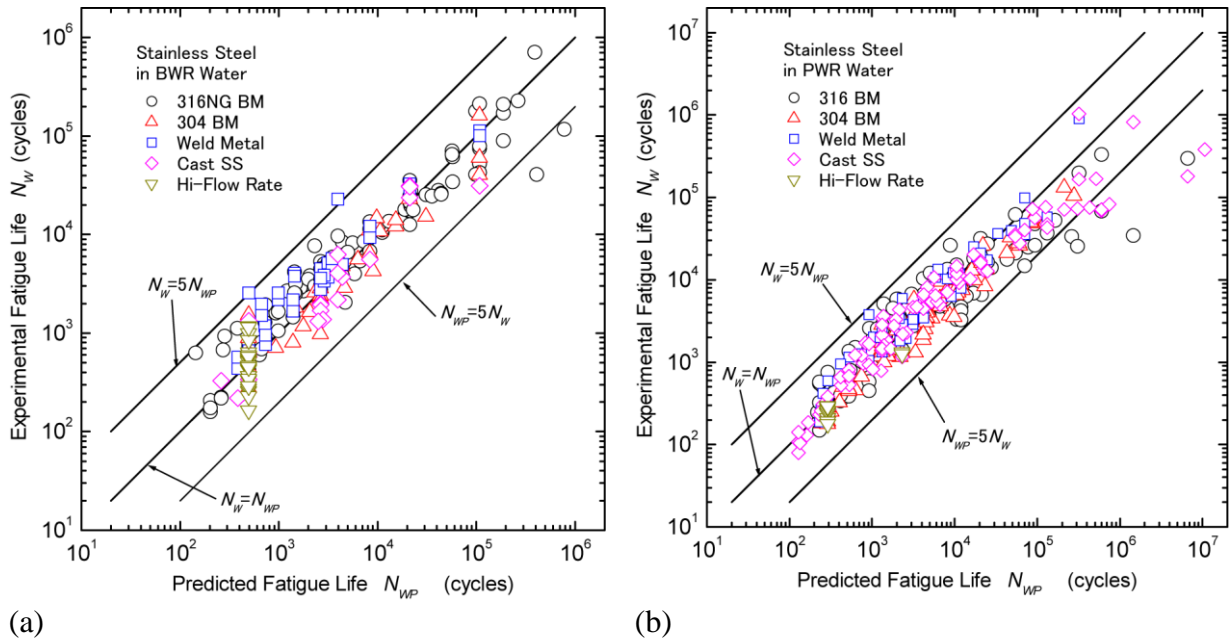 Stainless Steel
in BWR Water
316NG BM
304 BM
Weld Metal
Cast SS
Hi-Flow Rate
N_W=5N_WP
N_WP=5N_W
N_W=N_WP
10^6
10^5
10^4
10^3
10^2
10^1
10^1 10^2 10^3 10^4 10^5 10^6
Experimental Fatigue Life N_W (cycles)
Predicted Fatigue Life N_WP (cycles)
(a)
Stainless Steel
in PWR Water
316 BM
304 BM
Weld Metal
Cast SS
Hi-Flow Rate
N_W=5N_WP
N_W=N_WP
N_WP=5N_W
10^7
10^6
10^5
10^4
10^3
10^2
10^1
10^1 10^2 10^3 10^4 10^5 10^6 10^7
Experimental Fatigue Life N_W (cycles)
Predicted Fatigue Life N_WP (cycles)
(b)